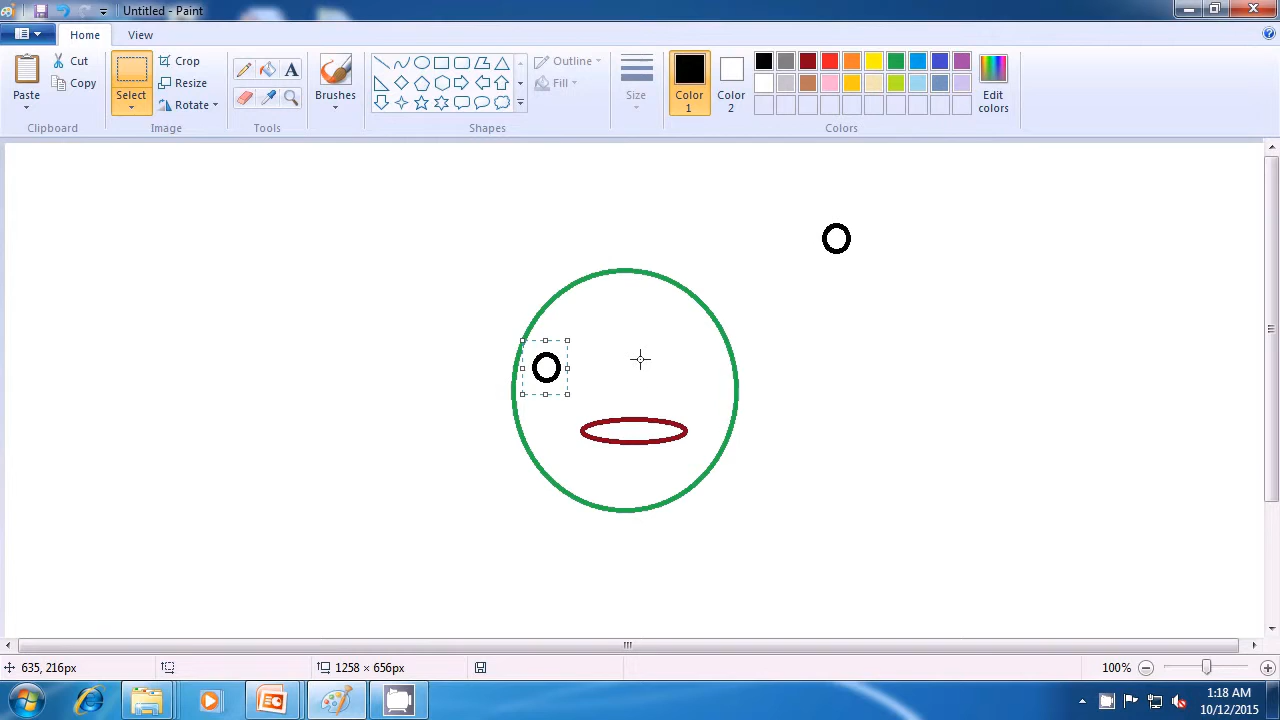 Untitled - Paint
Home View
Paste
Cut
Copy
Clipboard
Select
Crop
Resize
Rotate
Image
A
Tools
Brushes
Outline
Fill
Shapes
Size
Color 1
Color 2
Edit colors
Colors
635, 216px
1258 × 656px
100%
1:18 AM
10/12/2015